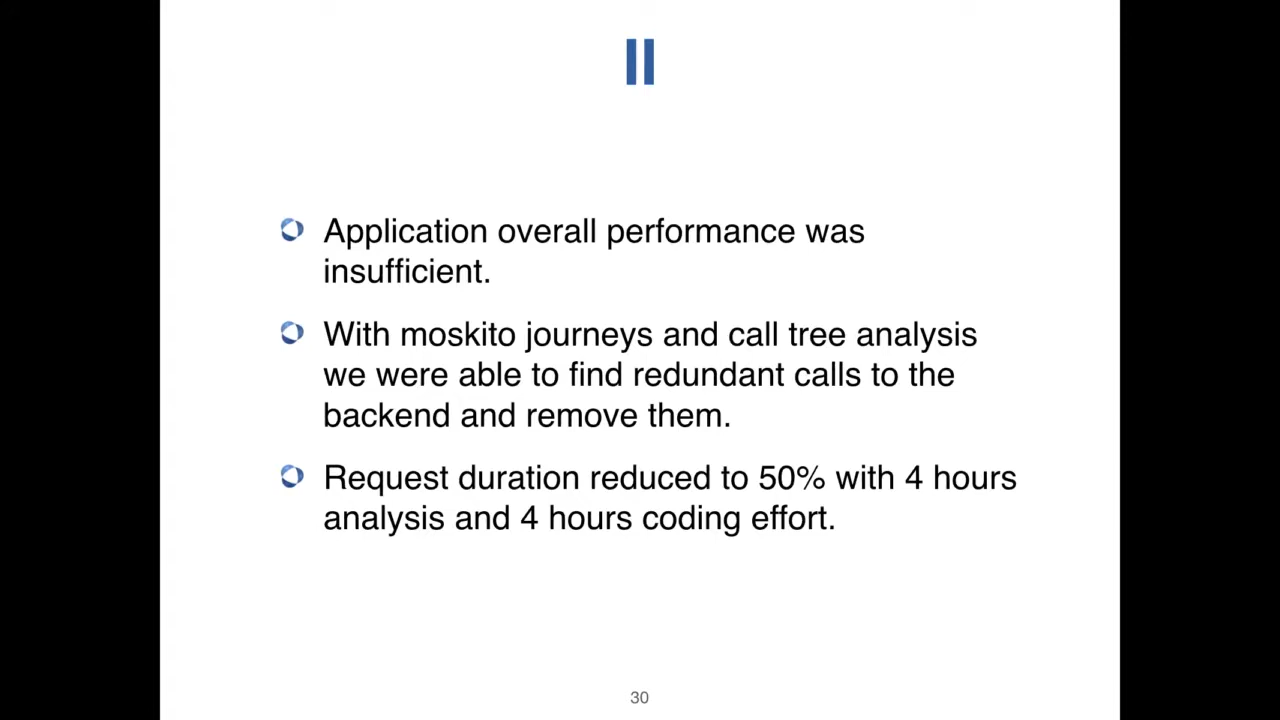 II
Application overall performance was
insufficient.
With moskito journeys and call tree analysis
we were able to find redundant calls to the
backend and remove them.
Request duration reduced to 50% with 4 hours
analysis and 4 hours coding effort.
30